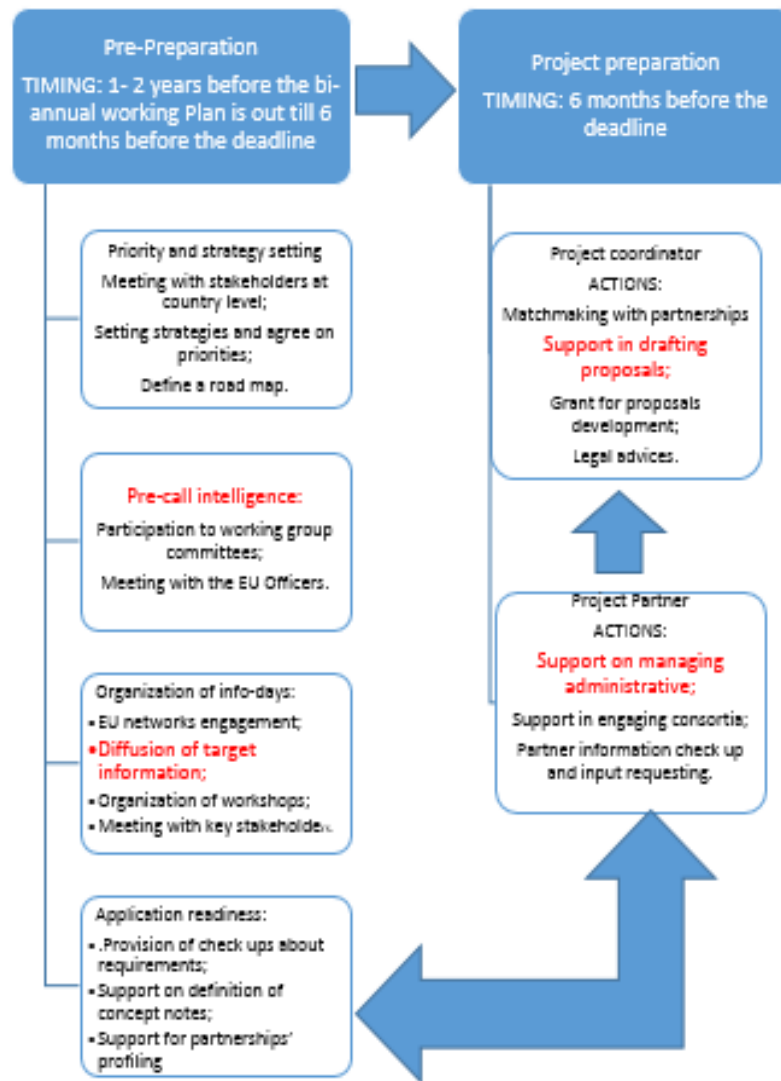 Pre-Preparation
TIMING: 1- 2 years before the bi-
annual working Plan is out till 6
months before the deadline
Priority and strategy setting
Meeting with stakeholders at
country level;
Setting strategies and agree on
priorities;
Define a road map.
Pre-call intelligence:
Participation to working group
committees;
Meeting with the EU Officers.
Organization of info-days:
▪ EU networks engagement;
▪ Diffusion of target
information;
▪ Organization of workshops;
▪ Meeting with key stakeholders.
Application readiness:
▪ .Provision of check ups about
requirements;
▪ Support on definition of
concept notes;
▪ Support for partnerships'
profiling
Project preparation
TIMING: 6 months before the
deadline
Project coordinator
ACTIONS:
Matchmaking with partnerships
Support in drafting
proposals;
Grant for proposals
development;
Legal advices.
Project Partner
ACTIONS:
Support on managing
administrative;
Support in engaging consortia;
Partner information check up
and input requesting.